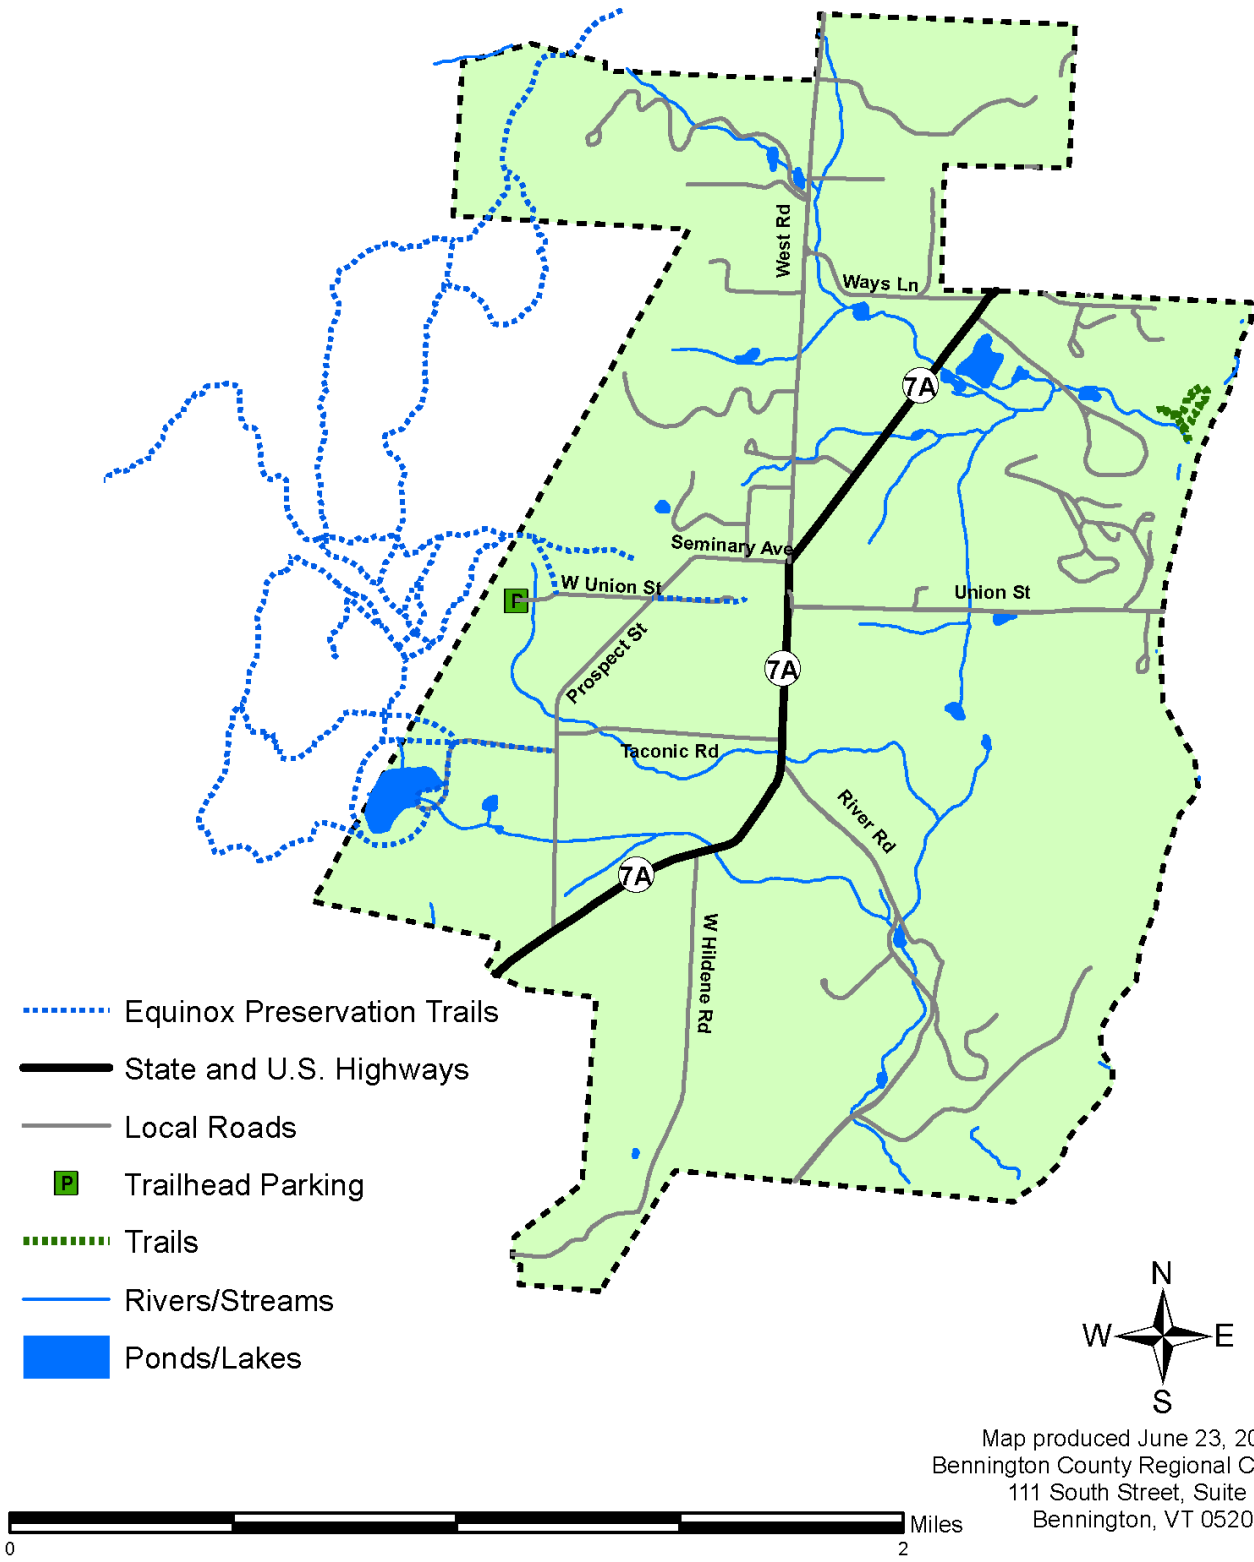 West Rd
Ways Ln
7A
Seminary Ave
W Union St
P
Union St
Prospect St
7A
Taconic Rd
River Rd
7A
W Hildene Rd
Equinox Preservation Trails
State and U.S. Highways
Local Roads
P
Trailhead Parking
Trails
Rivers/Streams
Ponds/Lakes
N
W E
S
Map produced June 23, 20
Bennington County Regional C
111 South Street, Suite
Bennington, VT 0520
Miles
0 2